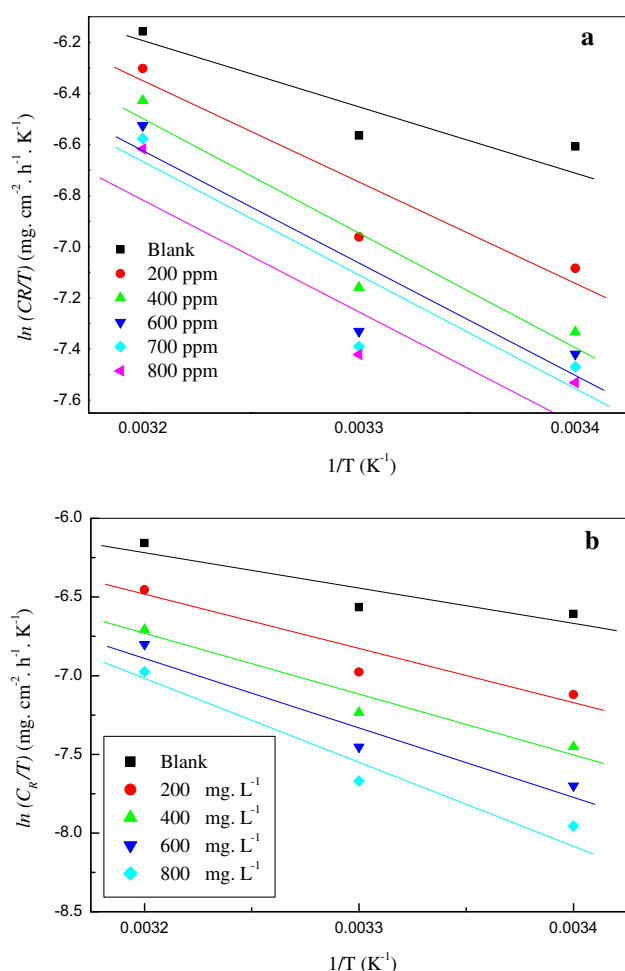 a
-6.2
-6.4
-6.6
-6.8
-7.0
-7.2
-7.4
-7.6
ln (CR/T) (mg. cm⁻². h⁻¹. K⁻¹)
Blank
200 ppm
400 ppm
600 ppm
700 ppm
800 ppm
0.0032 0.0033 0.0034
1/T (K⁻¹)
b
-6.0
-6.5
-7.0
-7.5
-8.0
-8.5
ln (C_R/T) (mg. cm⁻². h⁻¹. K⁻¹)
Blank
200 mg. L⁻¹
400 mg. L⁻¹
600 mg. L⁻¹
800 mg. L⁻¹
0.0032 0.0033 0.0034
1/T (K⁻¹)